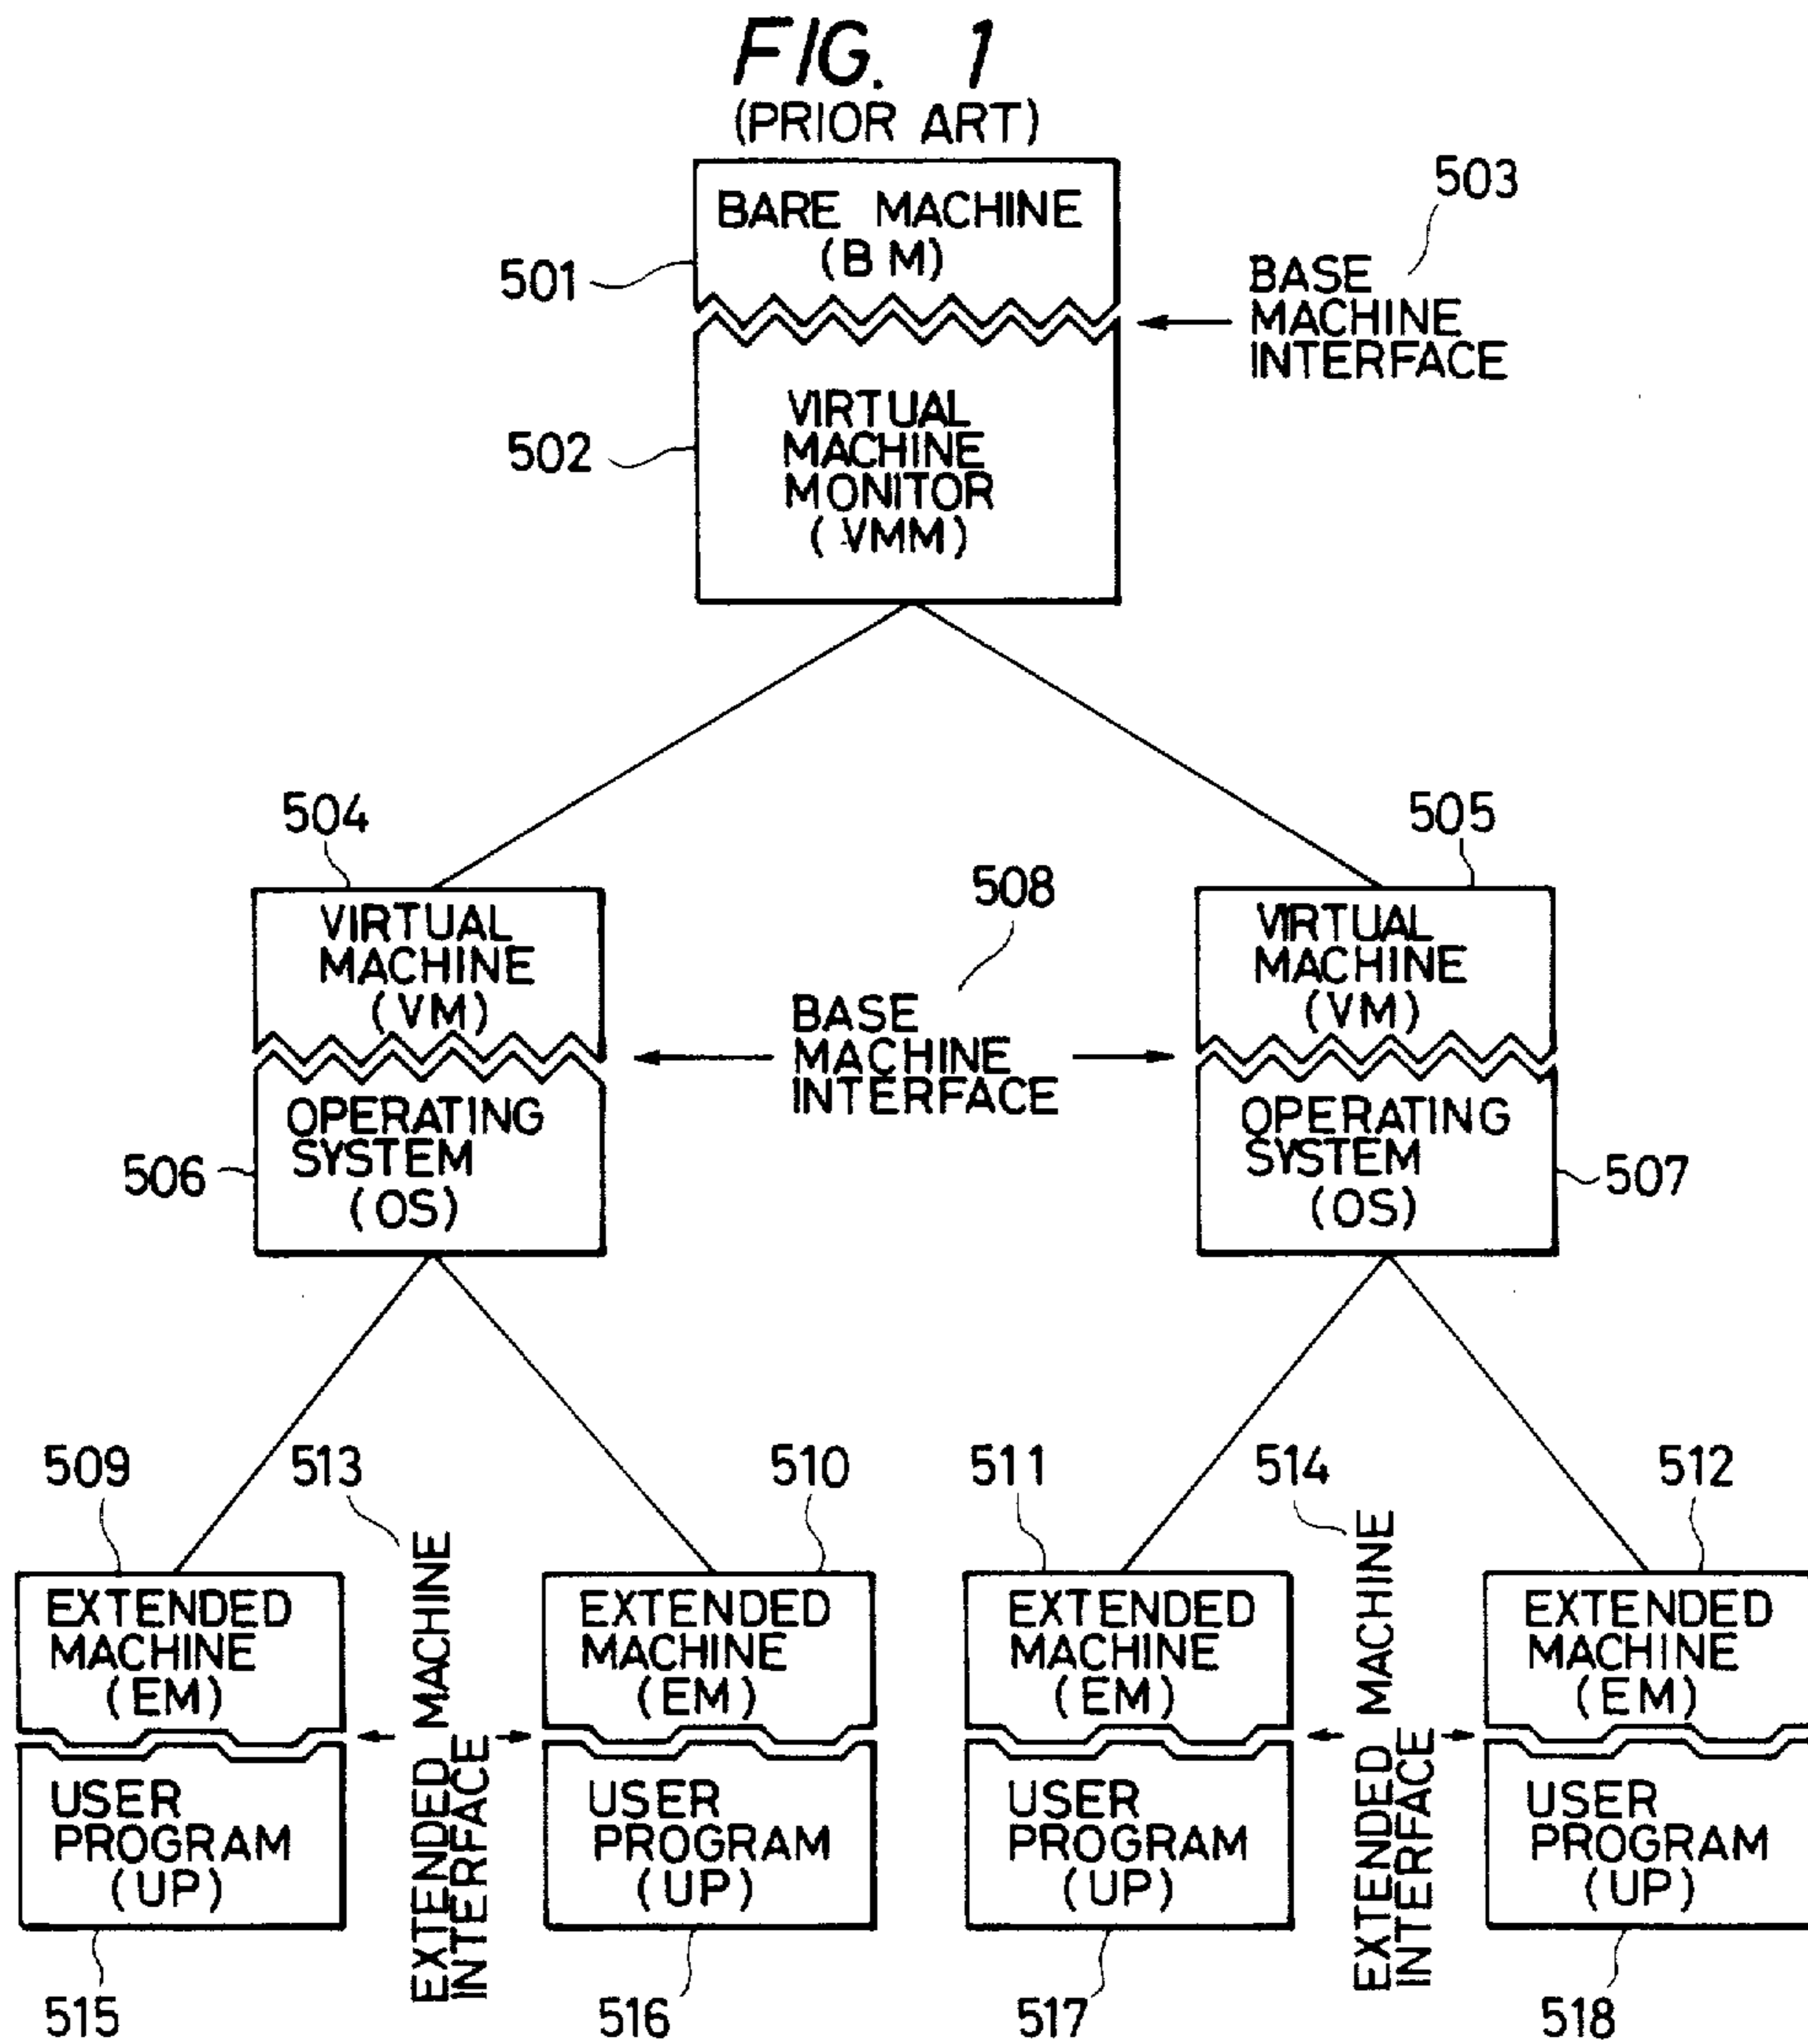 FIG. 1
(PRIOR ART)
503
BARE MACHINE
(BM)
501
BASE
MACHINE
INTERFACE
502
VIRTUAL
MACHINE
MONITOR
(VMM)
504
505
508
VIRTUAL
MACHINE
(VM)
BASE
MACHINE
INTERFACE
VIRTUAL
MACHINE
(VM)
506
OPERATING
SYSTEM
(OS)
OPERATING
SYSTEM
(OS)
507
509
513
510
511
514
512
EXTENDED
MACHINE
(EM)
EXTENDED MACHINE
INTERFACE
EXTENDED
MACHINE
(EM)
EXTENDED
MACHINE
(EM)
EXTENDED MACHINE
INTERFACE
EXTENDED
MACHINE
(EM)
USER
PROGRAM
(UP)
USER
PROGRAM
(UP)
USER
PROGRAM
(UP)
USER
PROGRAM
(UP)
515
516
517
518